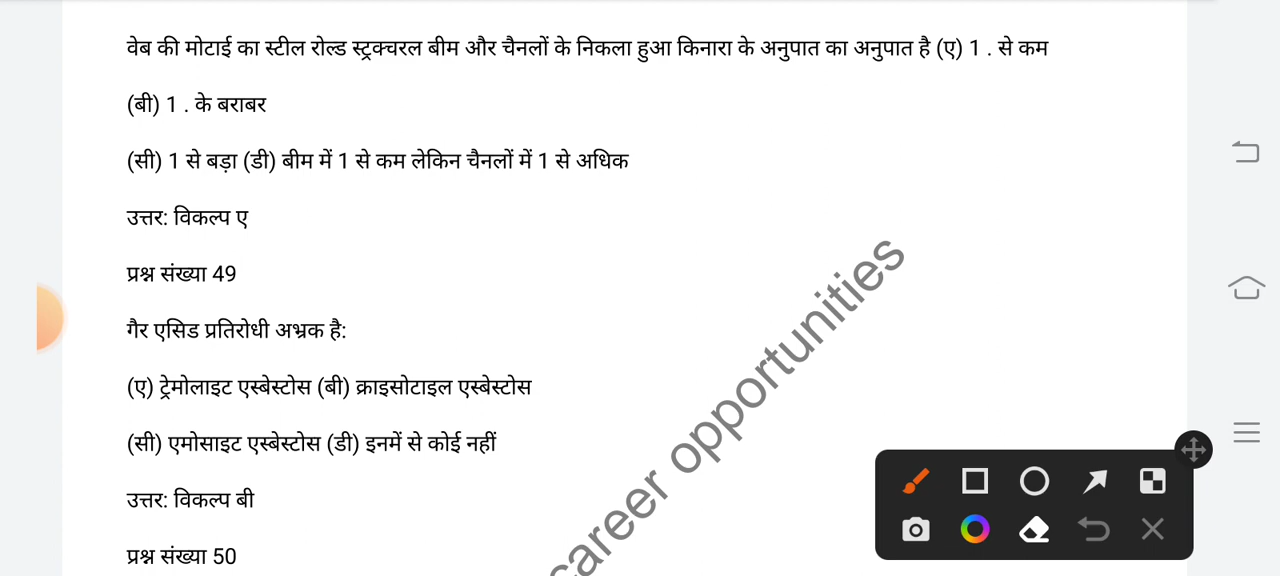 वेब की मोटाई का स्टील रोल्ड स्ट्रक्चरल बीम और चैनलों के निकला हुआ किनारा के अनुपात का अनुपात है (ए) 1 . से कम
(बी) 1 . के बराबर
(सी) 1 से बड़ा (डी) बीम में 1 से कम लेकिन चैनलों में 1 से अधिक
उत्तर: विकल्प ए
प्रश्न संख्या 49
गैर एसिड प्रतिरोधी अभ्रक है:
(ए) ट्रेमोलाइट एस्बेस्टोस (बी) क्राइसोटाइल एस्बेस्टोस
(सी) एमोसाइट एस्बेस्टोस (डी) इनमें से कोई नहीं
उत्तर: विकल्प बी
प्रश्न संख्या 50
career opportunities